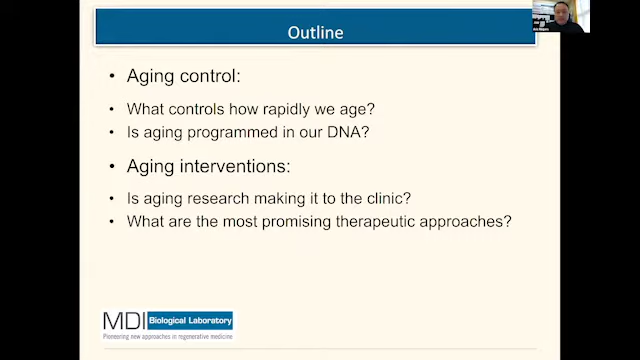 Outline
• Aging control:
• What controls how rapidly we age?
• Is aging programmed in our DNA?
• Aging interventions:
• Is aging research making it to the clinic?
• What are the most promising therapeutic approaches?
MDI Biological Laboratory
Pioneering new approaches in regenerative medicine